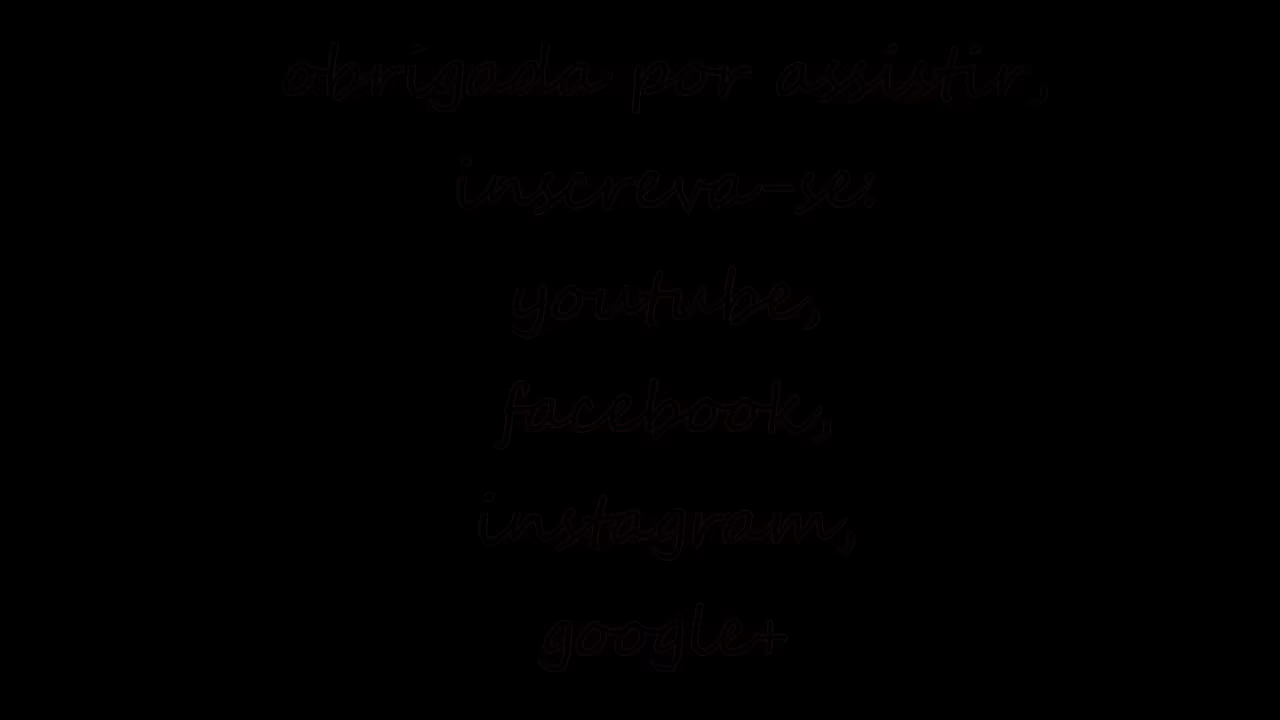 obrigada por assistir,
inscreva-se:
youtube,
facebook,
instagram,
google+